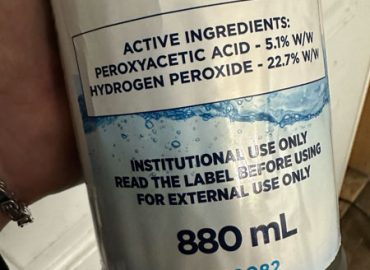 ACTIVE INGREDIENTS:
PEROXYACETIC ACID - 5.1% W/W
HYDROGEN PEROXIDE - 22.7% W/W
INSTITUTIONAL USE ONLY
READ THE LABEL BEFORE USING
FOR EXTERNAL USE ONLY
880 mL